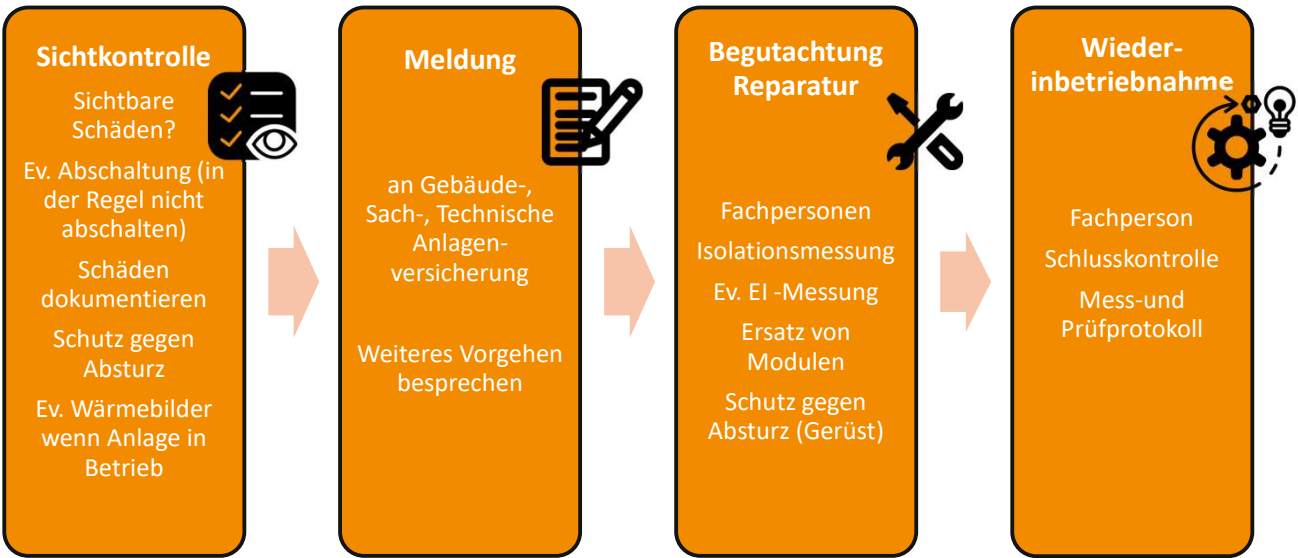 Sichtkontrolle
Sichtbare
Schäden?
Ev. Abschaltung (in
der Regel nicht
abschalten)
Schäden
dokumentieren
Schutz gegen
Absturz
Ev. Wärmebilder
wenn Anlage in
Betrieb
Meldung
an Gebäude-,
Sach-, Technische
Anlagen-
versicherung
Weiteres Vorgehen
besprechen
Begutachtung
Reparatur
Fachpersonen
Isolationsmessung
Ev. EI -Messung
Ersatz von
Modulen
Schutz gegen
Absturz (Gerüst)
Wieder-
inbetriebnahme
Fachperson
Schlusskontrolle
Mess-und
Prüfprotokoll